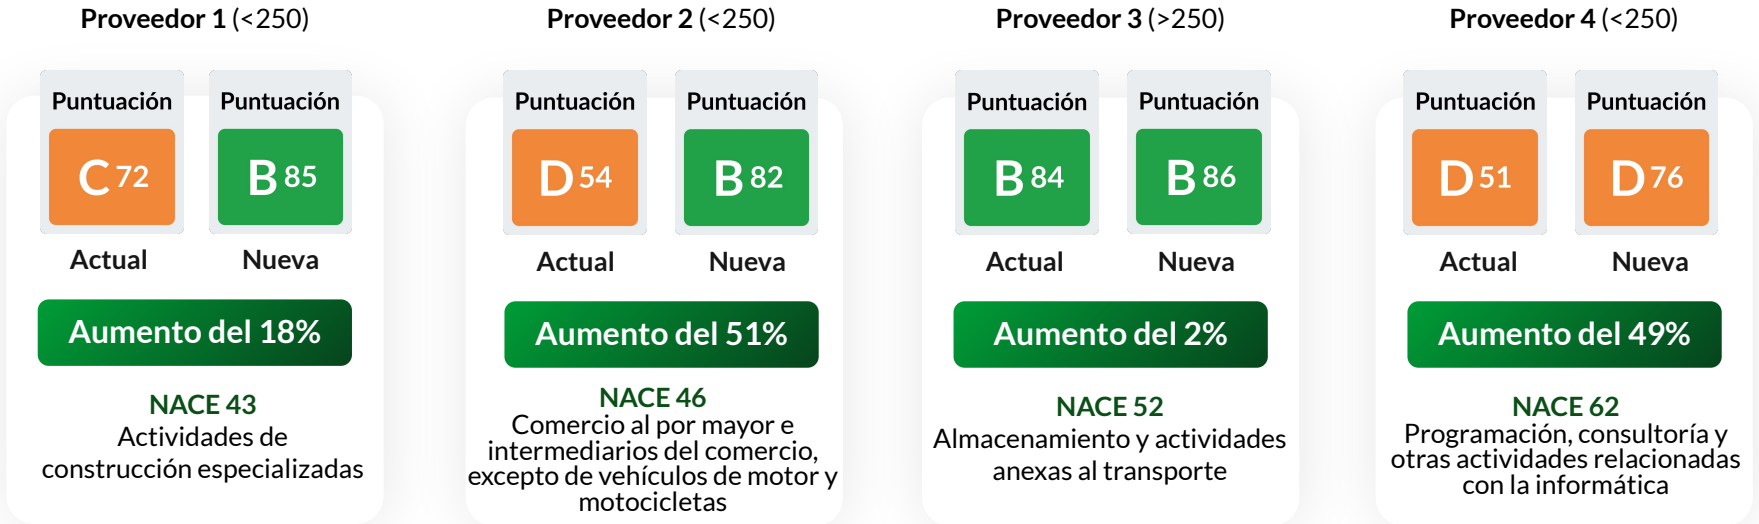 Proveedor 1 (<250)
Puntuación
Puntuación
C 72
B 85
Actual
Nueva
Aumento del 18%
NACE 43
Actividades de
construcción especializadas
Proveedor 2 (<250)
Puntuación
Puntuación
D 54
B 82
Actual
Nueva
Aumento del 51%
NACE 46
Comercio al por mayor e
intermediarios del comercio,
excepto de vehículos de motor y
motocicletas
Proveedor 3 (>250)
Puntuación
Puntuación
B 84
B 86
Actual
Nueva
Aumento del 2%
NACE 52
Almacenamiento y actividades
anexas al transporte
Proveedor 4 (<250)
Puntuación
Puntuación
D 51
D 76
Actual
Nueva
Aumento del 49%
NACE 62
Programación, consultoría y
otras actividades relacionadas
con la informática